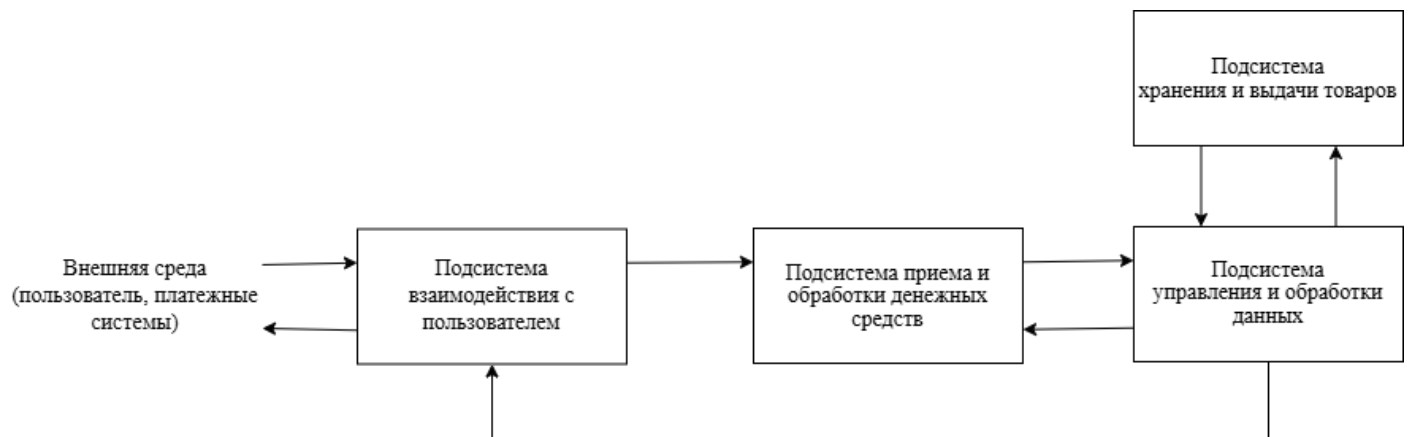 Подсистема
хранения и выдачи товаров
Внешняя среда
(пользователь, платежные
системы)
Подсистема
взаимодействия с
пользователем
Подсистема приема и
обработки денежных
средств
Подсистема
управления и обработки
данных